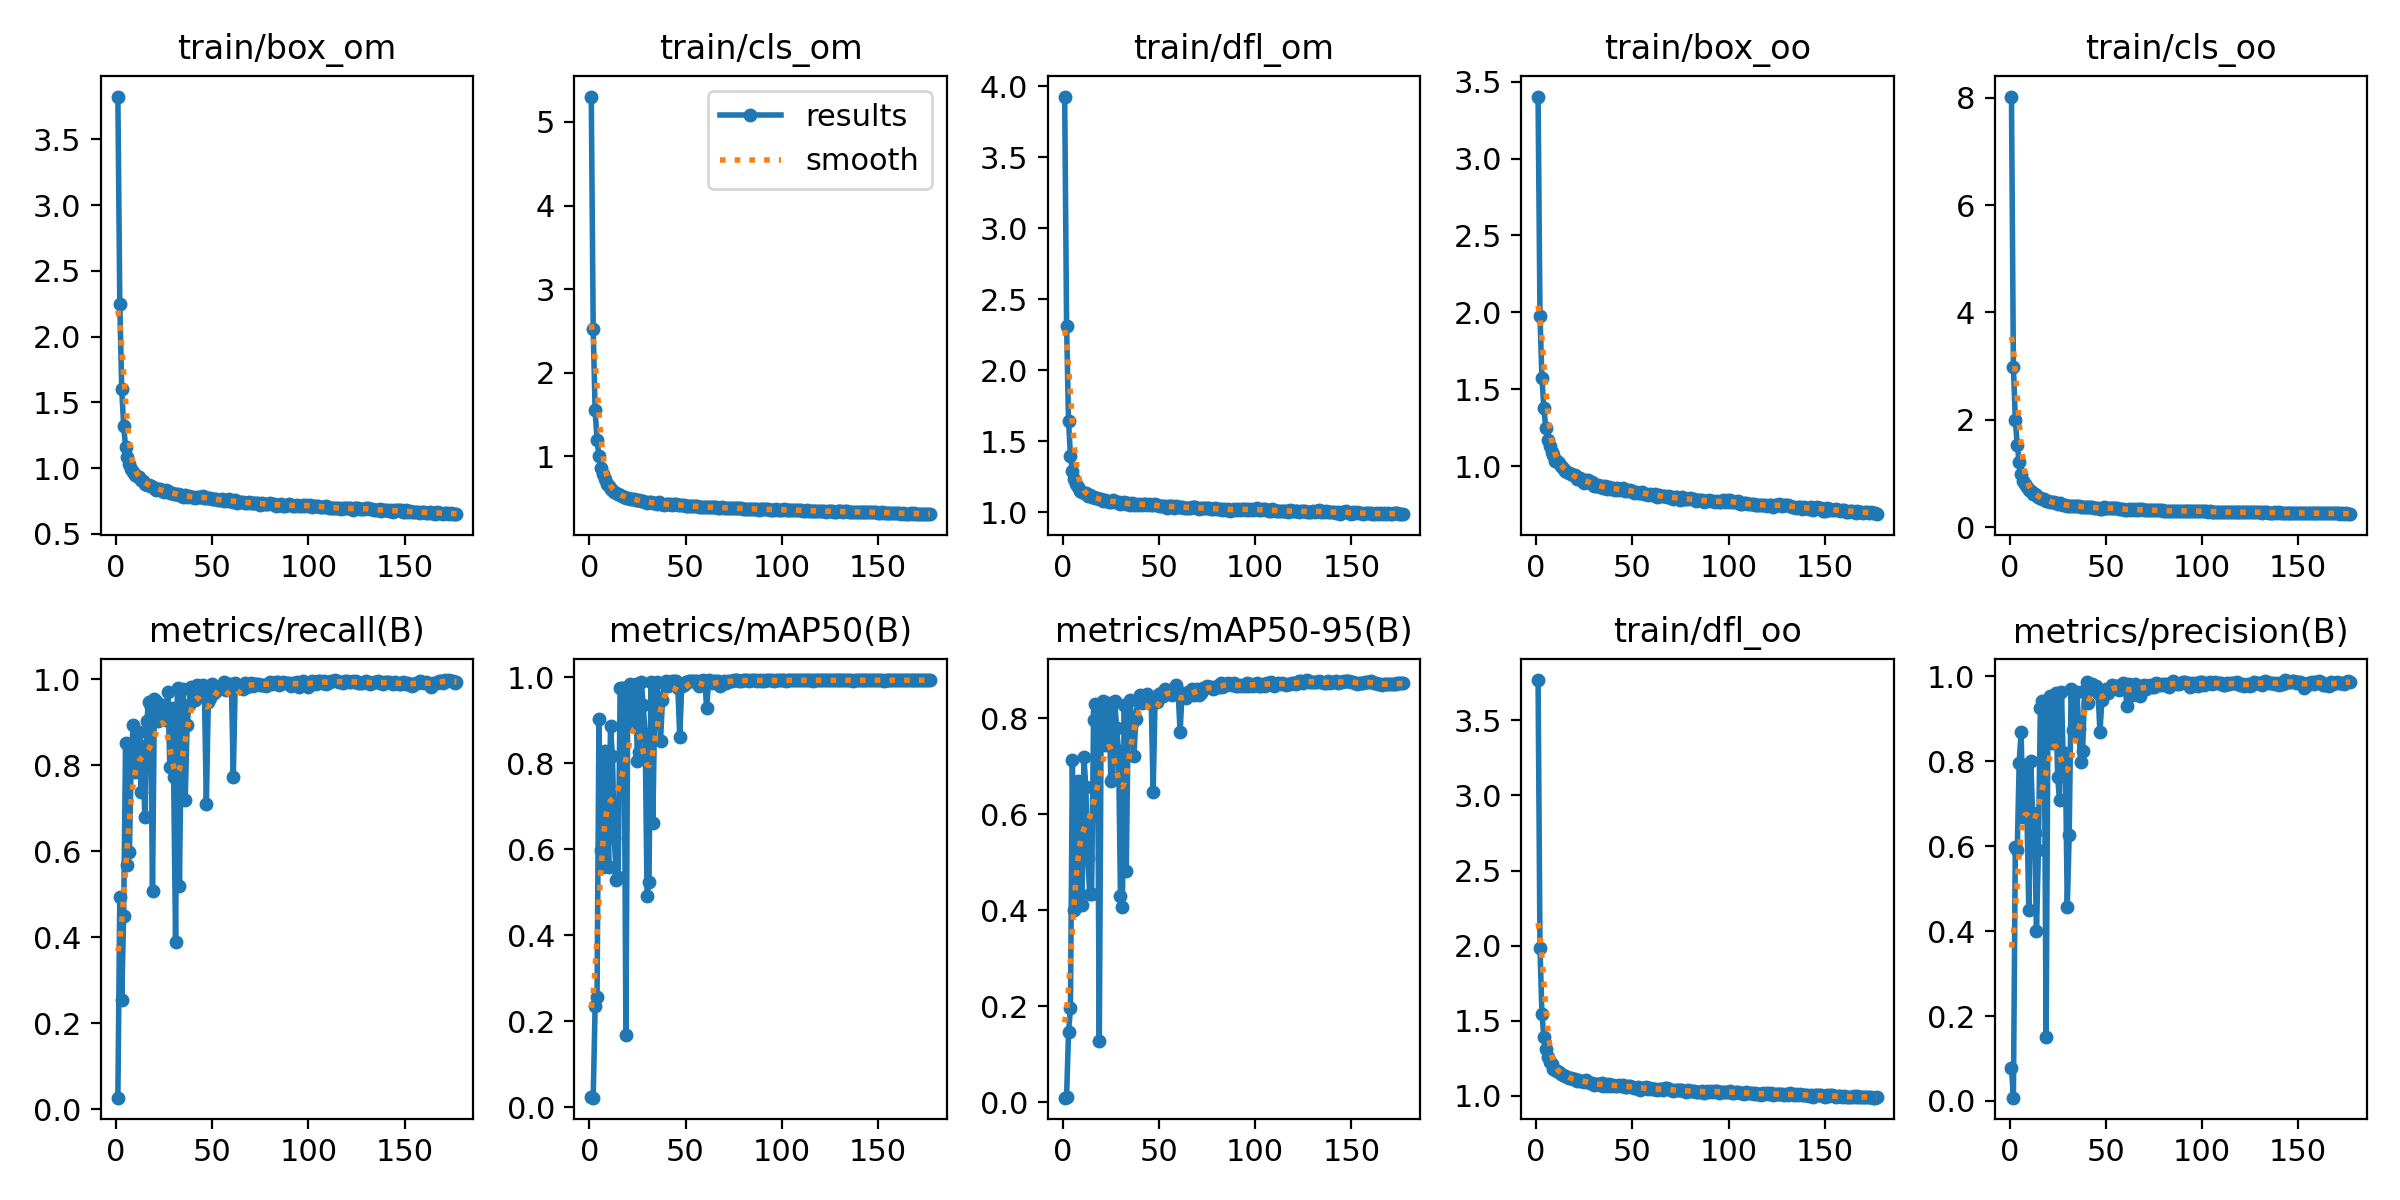 train/box_om
train/cls_om
train/dfl_om
train/box_oo
train/cls_oo
3.5
3.0
2.5
2.0
1.5
1.0
0.5
0 50 100 150
results
smooth
5
4
3
2
1
0 50 100 150
4.0
3.5
3.0
2.5
2.0
1.5
1.0
0 50 100 150
3.5
3.0
2.5
2.0
1.5
1.0
0 50 100 150
8
6
4
2
0
0 50 100 150
metrics/recall(B)
metrics/mAP50(B)
metrics/mAP50-95(B)
train/dfl_oo
metrics/precision(B)
1.0
0.8
0.6
0.4
0.2
0.0
0 50 100 150
1.0
0.8
0.6
0.4
0.2
0.0
0 50 100 150
0.8
0.6
0.4
0.2
0.0
0 50 100 150
3.5
3.0
2.5
2.0
1.5
1.0
0 50 100 150
1.0
0.8
0.6
0.4
0.2
0.0
0 50 100 150